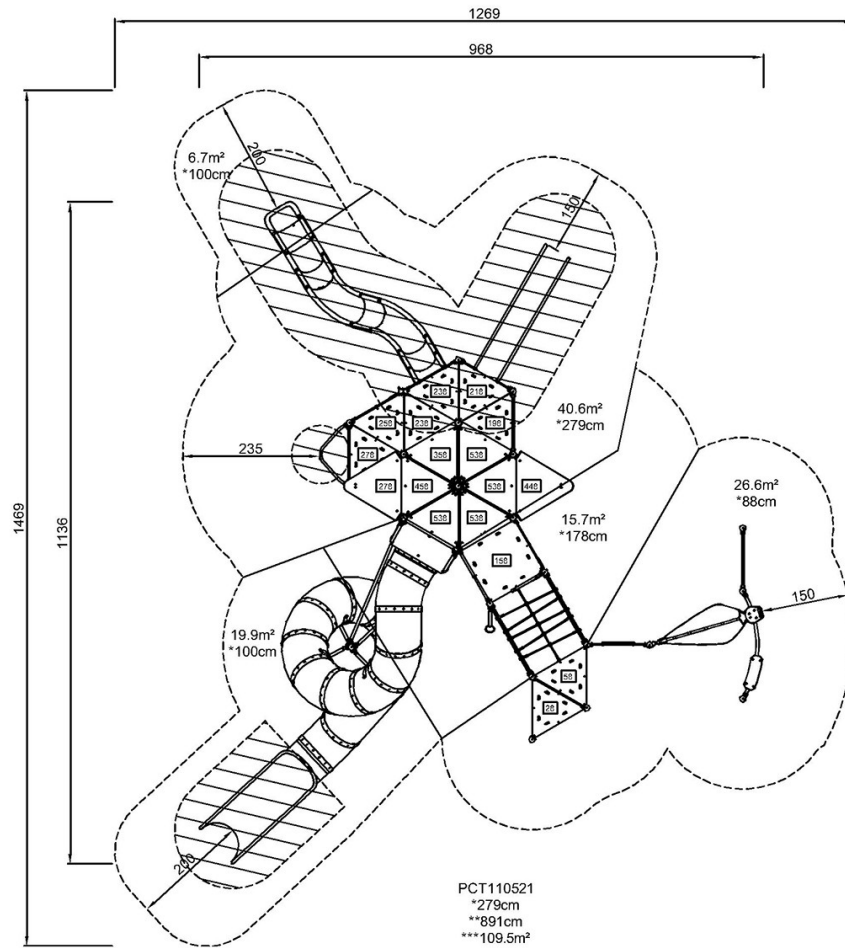 1269
968
6.7m²
*100cm
200
150
1469
1136
238
218
258
238
198
40.6m²
*279cm
235
278
358
538
278
458
538
448
26.6m²
*88cm
538
538
15.7m²
*178cm
158
150
19.9m²
*100cm
58
28
200
PCT110521
*279cm
**891cm
***109.5m²